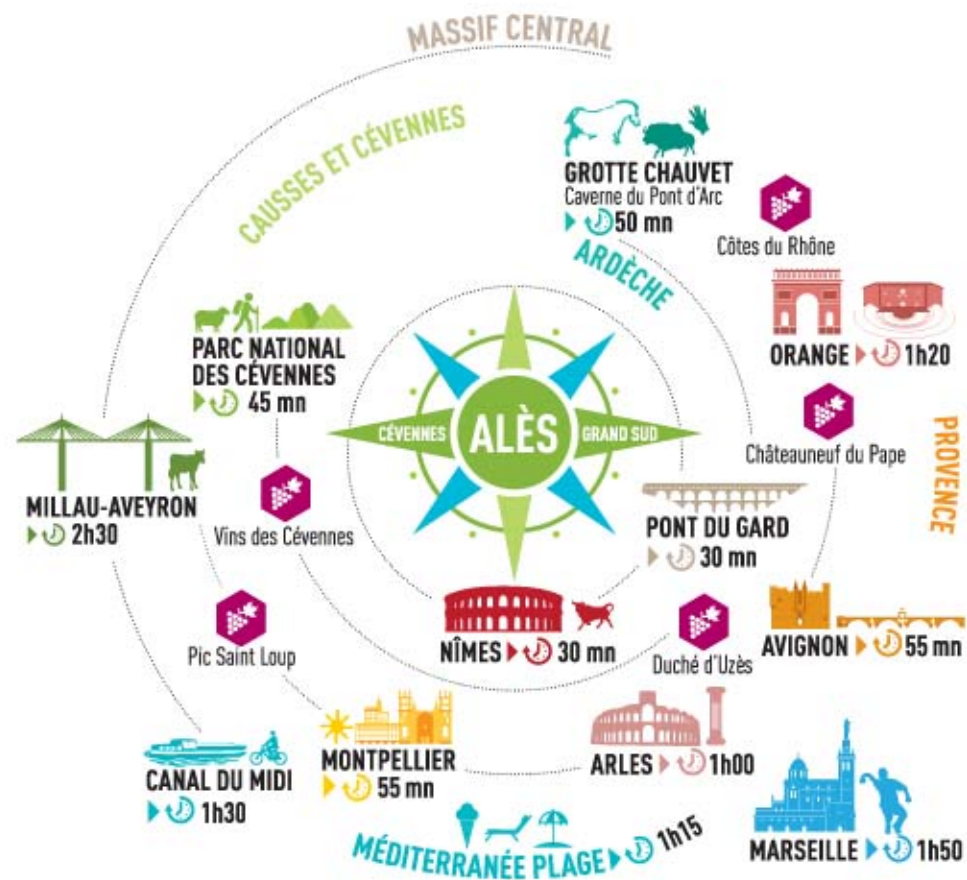 MASSIF CENTRAL
CAUSSES ET CÉVENNES
GROTTE CHAUVET
Caverne du Pont d'Arc
50 mn
Côtes du Rhône
ARDÈCHE
ORANGE 1h20
PARC NATIONAL
DES CÉVENNES
45 mn
CÉVENNES ALÈS GRAND SUD
Châteauneuf du Pape
PROVENCE
MILLAU-AVEYRON
2h30
Vins des Cévennes
PONT DU GARD
30 mn
NÎMES 30 mn
Pic Saint Loup
Duché d'Uzès
AVIGNON 55 mn
CANAL DU MIDI
1h30
MONTPELLIER
55 mn
ARLES 1h00
MÉDITERRANÉE PLAGE 1h15
MARSEILLE 1h50